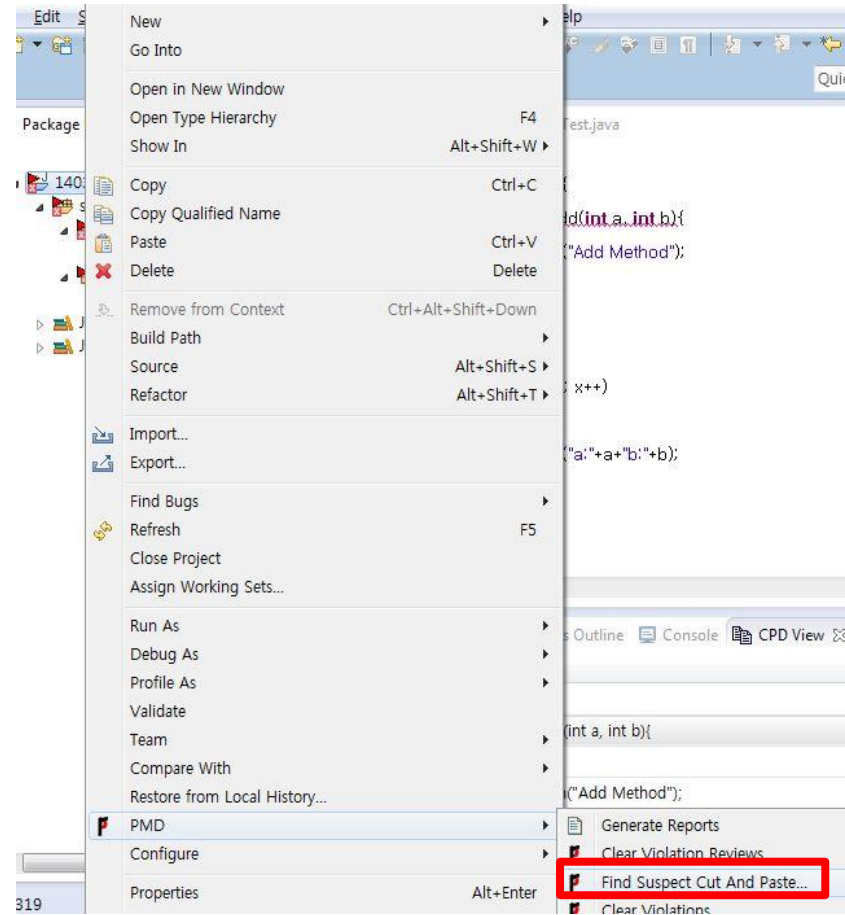 Edit
New
Go Into
Open in New Window
Open Type Hierarchy F4
Show In Alt+Shift+W
Copy Ctrl+C
Copy Qualified Name
Paste Ctrl+V
Delete Delete
Remove from Context Ctrl+Alt+Shift+Down
Build Path
Source Alt+Shift+S
Refactor Alt+Shift+T
Import...
Export...
Find Bugs
Refresh F5
Close Project
Assign Working Sets...
Run As
Debug As
Profile As
Validate
Team
Compare With
Restore from Local History...
PMD
Configure
Properties Alt+Enter
Package
140
J
J
319
elp
Qui
Test.java
{
dd(int a, int b){
("Add Method");
; x++)
("a:"+a+"b:"+b);
s Outline Console CPD View
(int a, int b){
("Add Method");
Generate Reports
Clear Violation Reviews
Find Suspect Cut And Paste...
Clear Violations